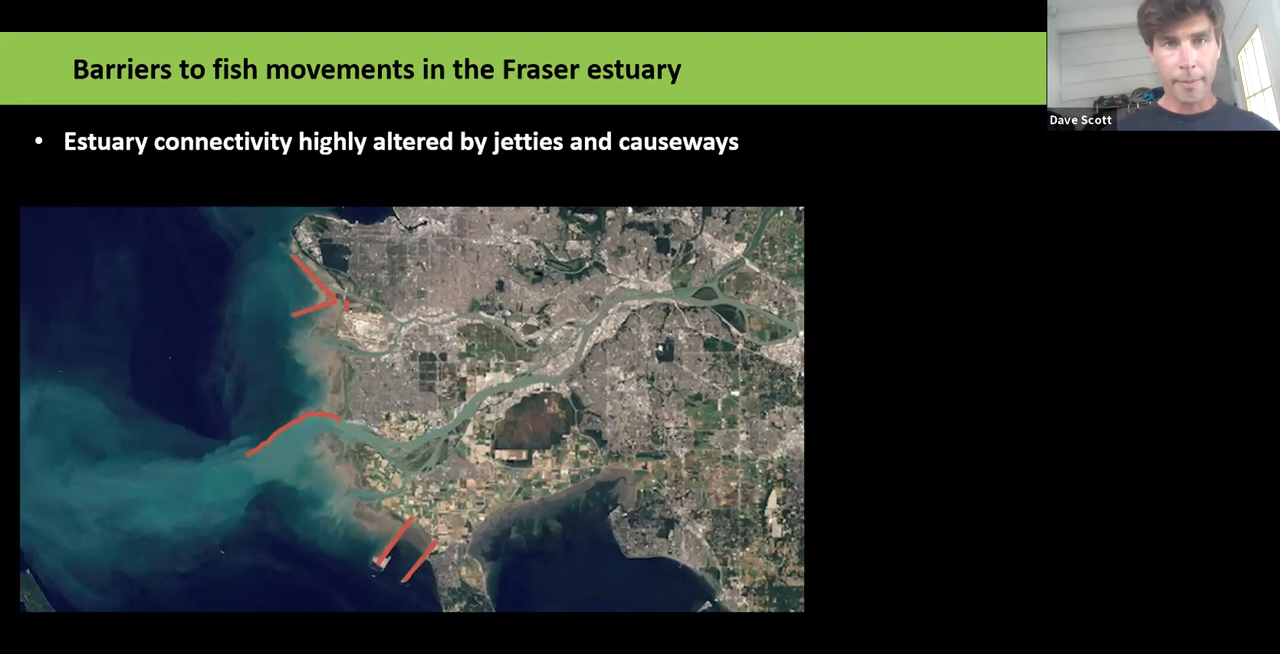 Barriers to fish movements in the Fraser estuary
Dave Scott
• Estuary connectivity highly altered by jetties and causeways